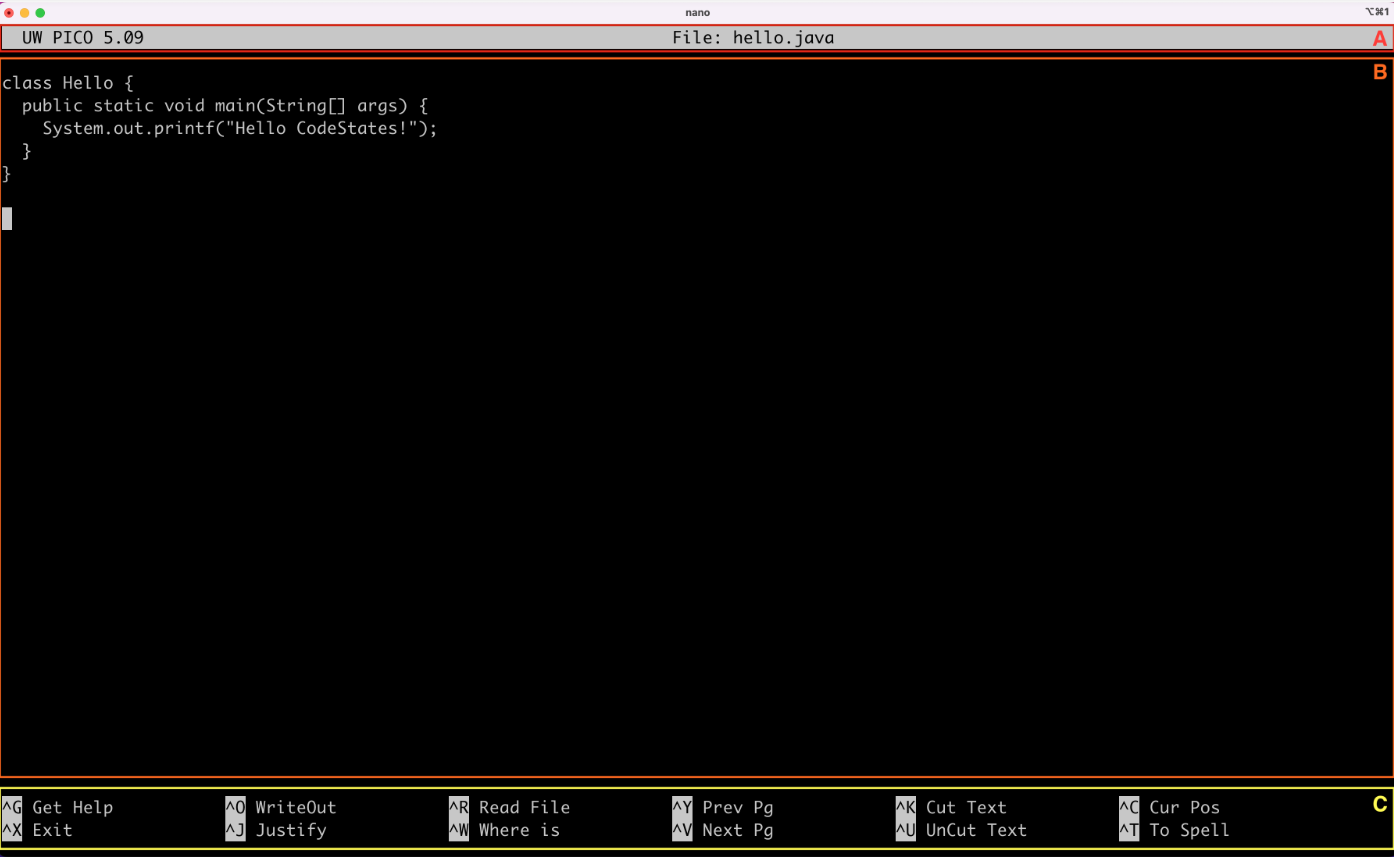 nano ⌥⌘1
UW PICO 5.09 File: hello.java A
B
class Hello {
  public static void main(String[] args) {
    System.out.printf("Hello CodeStates!");
  }
}
C
^G Get Help ^O WriteOut ^R Read File ^Y Prev Pg ^K Cut Text ^C Cur Pos
^X Exit ^J Justify ^W Where is ^V Next Pg ^U UnCut Text ^T To Spell